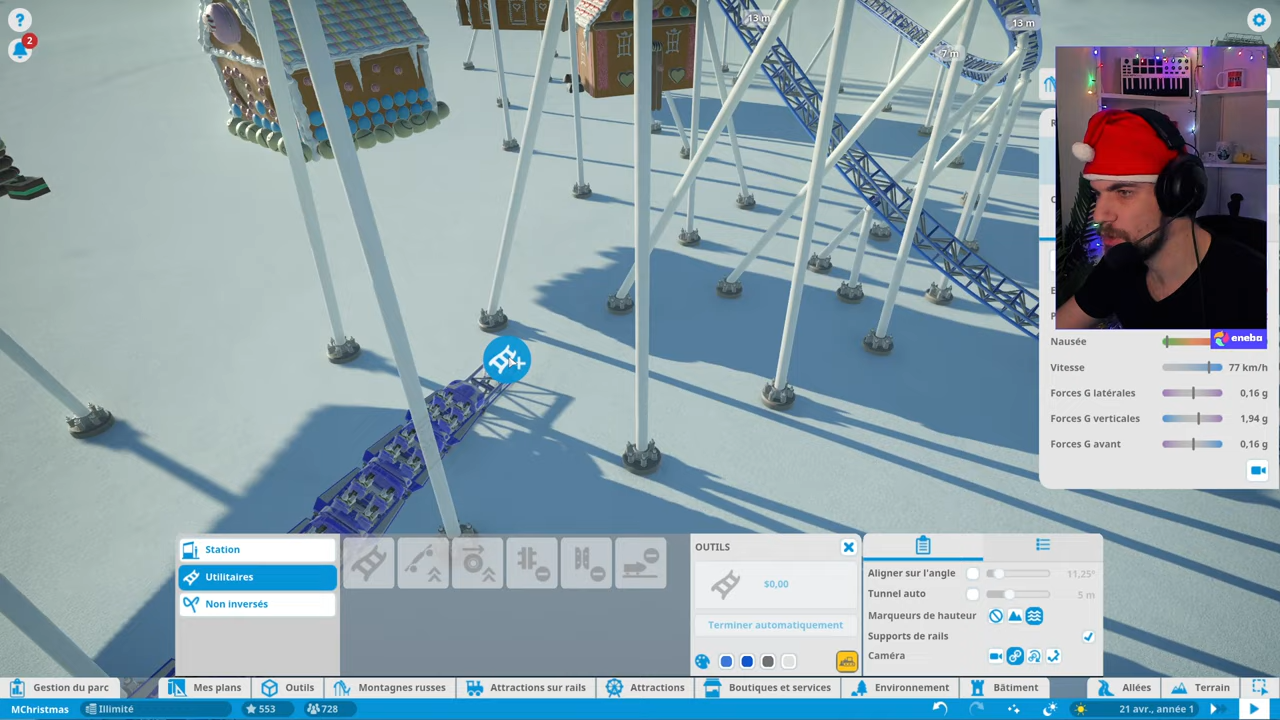 ?
2
13 m
7 m
13 m
eneba
Nausée
Vitesse 77 km/h
Forces G latérales 0,16 g
Forces G verticales 1,94 g
Forces G avant 0,16 g
Station
Utilitaires
Non inversés
OUTILS
$0,00
Terminer automatiquement
Aligner sur l'angle 11,25°
Tunnel auto 5 m
Marqueurs de hauteur
Supports de rails
Caméra
Gestion du parc
Mes plans
Outils
Montagnes russes
Attractions sur rails
Attractions
Boutiques et services
Environnement
Bâtiment
Allées
Terrain
MChristmas
Illimité
553
728
21 avr., année 1